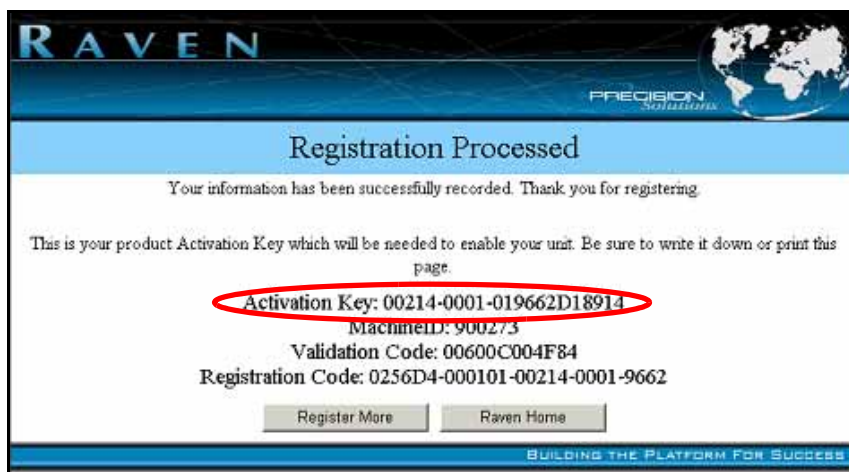 RAVEN
PRECISION
Solutions
Registration Processed
Your information has been successfully recorded. Thank you for registering.
This is your product Activation Key which will be needed to enable your unit. Be sure to write it down or print this
page.
Activation Key: 00214-0001-019662D18914
MachineID: 900273
Validation Code: 00600C004F84
Registration Code: 0256D4-000101-00214-0001-9662
Register More Raven Home
BUILDING THE PLATFORM FOR SUCCESS